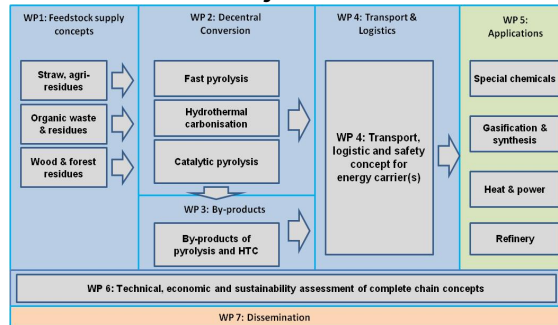 WP1: Feedstock supply
concepts
Straw, agri-
residues
Organic waste
& residues
Wood & forest
residues
WP 2: Decentral
Conversion
Fast pyrolysis
Hydrothermal
carbonisation
Catalytic pyrolysis
WP 3: By-products
By-products of
pyrolysis and HTC
WP 4: Transport &
Logistics
WP 4: Transport,
logistic and safety
concept for
energy carrier(s)
WP 5:
Applications
Special chemicals
Gasification &
synthesis
Heat & power
Refinery
WP 6: Technical, economic and sustainability assessment of complete chain concepts
WP 7: Dissemination